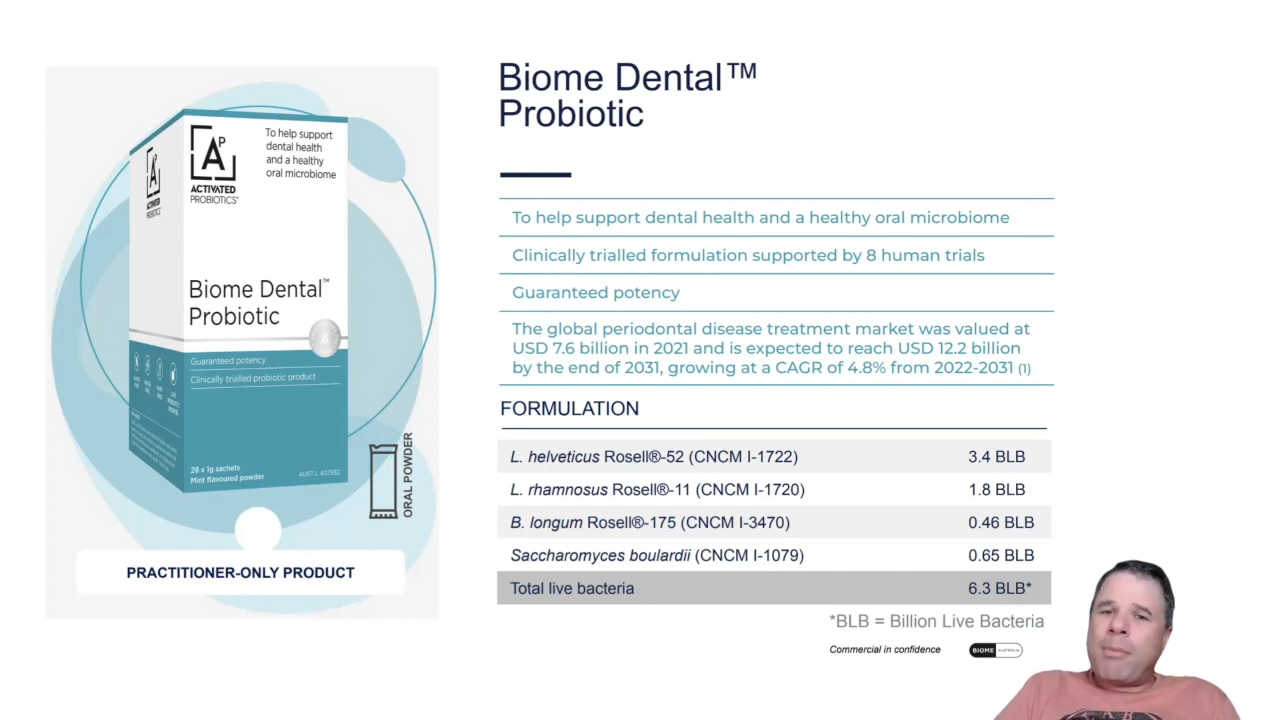 Biome Dental™
Probiotic
To help support dental health and a healthy oral microbiome
Clinically trialled formulation supported by 8 human trials
Guaranteed potency
The global periodontal disease treatment market was valued at
USD 7.6 billion in 2021 and is expected to reach USD 12.2 billion
by the end of 2031, growing at a CAGR of 4.8% from 2022-2031 (1)
FORMULATION
L. helveticus Rosell®-52 (CNCM I-1722) 3.4 BLB
L. rhamnosus Rosell®-11 (CNCM I-1720) 1.8 BLB
B. longum Rosell®-175 (CNCM I-3470) 0.46 BLB
Saccharomyces boulardii (CNCM I-1079) 0.65 BLB
Total live bacteria 6.3 BLB*
*BLB = Billion Live Bacteria
Commercial in confidence
BIOME AUSTRALIA
AP
ACTIVATED
PROBIOTICS®
To help support
dental health
and a healthy
oral microbiome
A
ACTIVATED
PROBIOTICS
Biome Dental™
Probiotic
Guaranteed potency
Clinically trialled probiotic product
28 x 1g sachets
Mint flavoured powder
AUST L 400932
ORAL POWDER
PRACTITIONER-ONLY PRODUCT